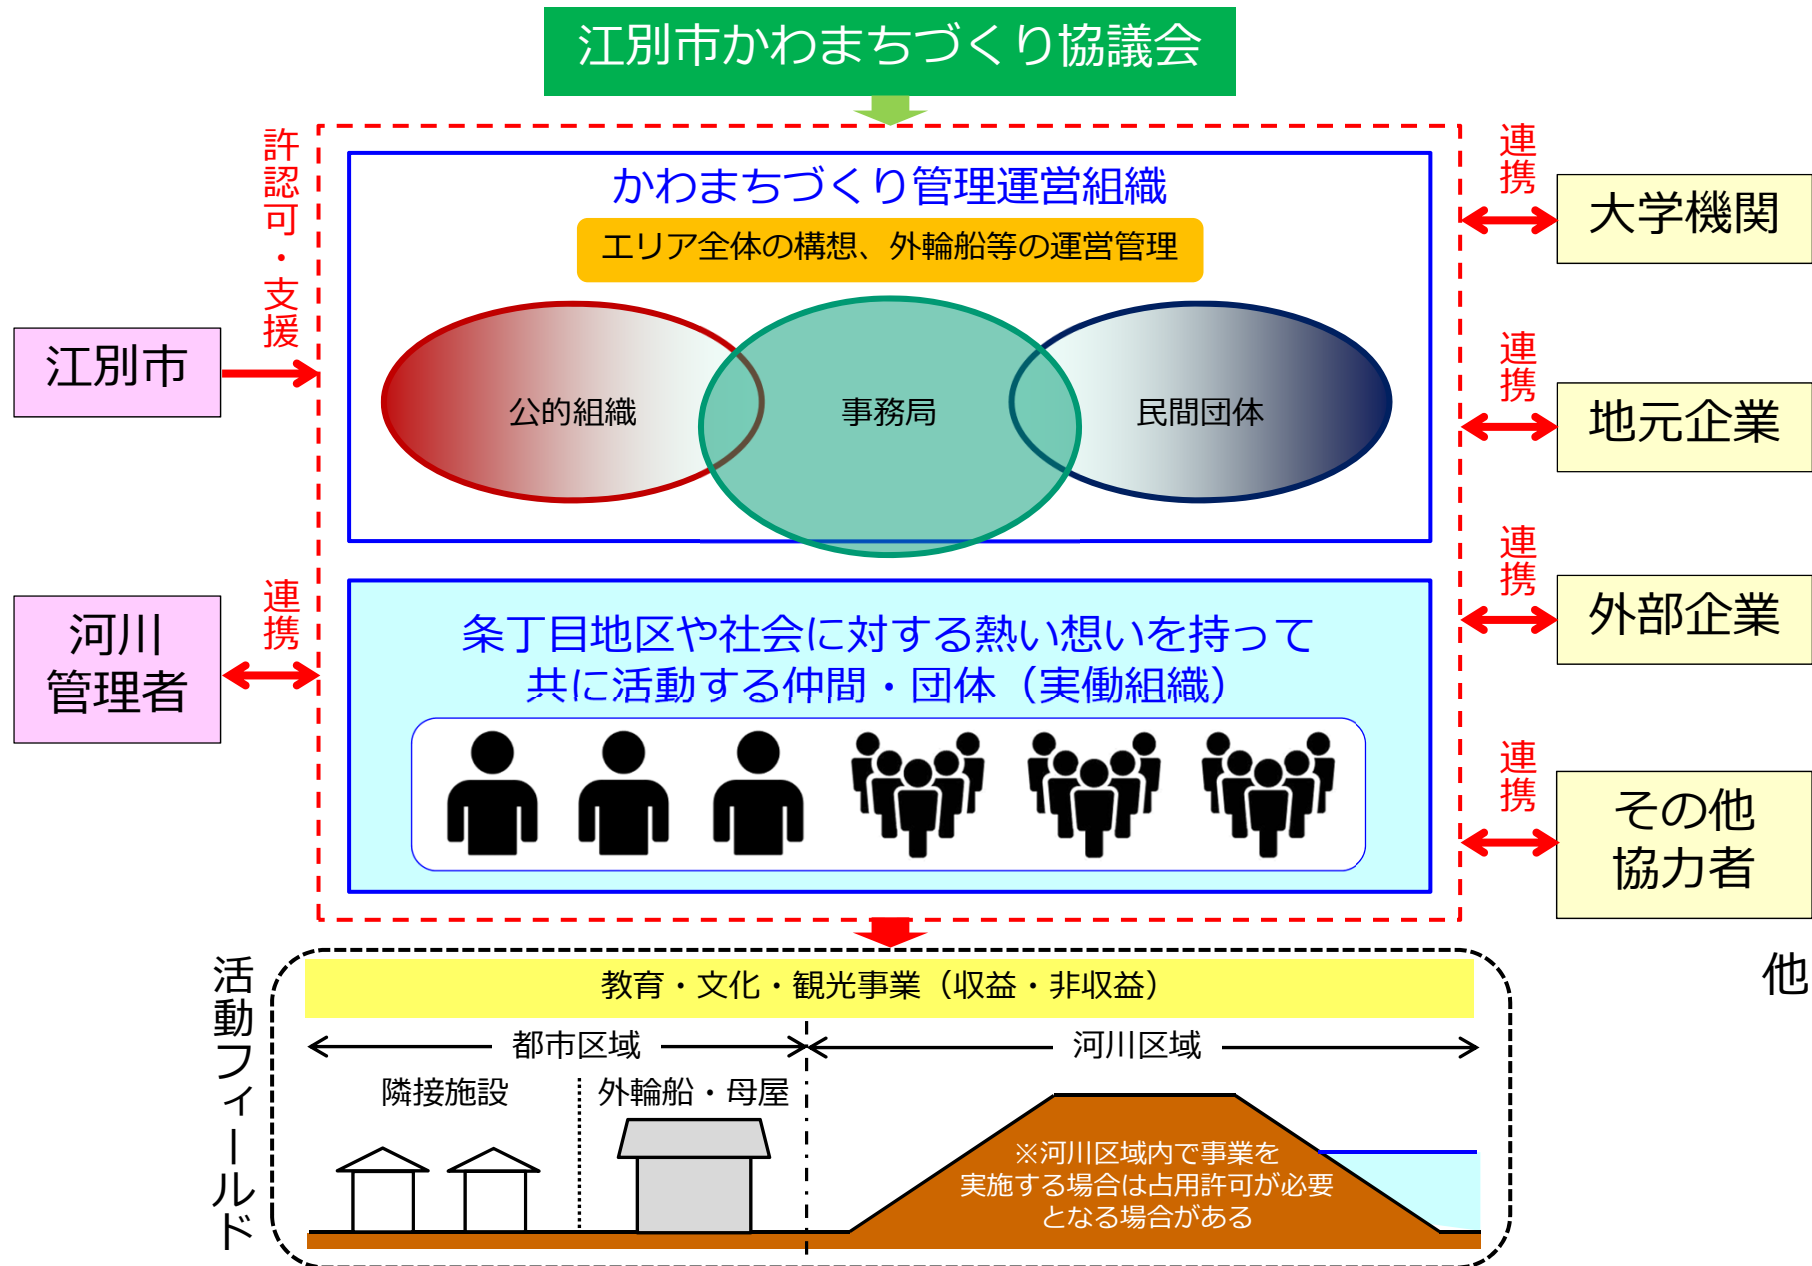 江別市かわまちづくり協議会
許認可・支援
連携
かわまちづくり管理運営組織
エリア全体の構想、外輪船等の運営管理
大学機関
江別市
公的組織
事務局
民間団体
連携
地元企業
連携
外部企業
河川
管理者
連携
条丁目地区や社会に対する熱い想いを持って
共に活動する仲間・団体（実働組織）
連携
その他
協力者
他
活動フィールド
教育・文化・観光事業（収益・非収益）
都市区域
河川区域
隣接施設
外輪船・母屋
※河川区域内で事業を
実施する場合は占用許可が必要
となる場合がある